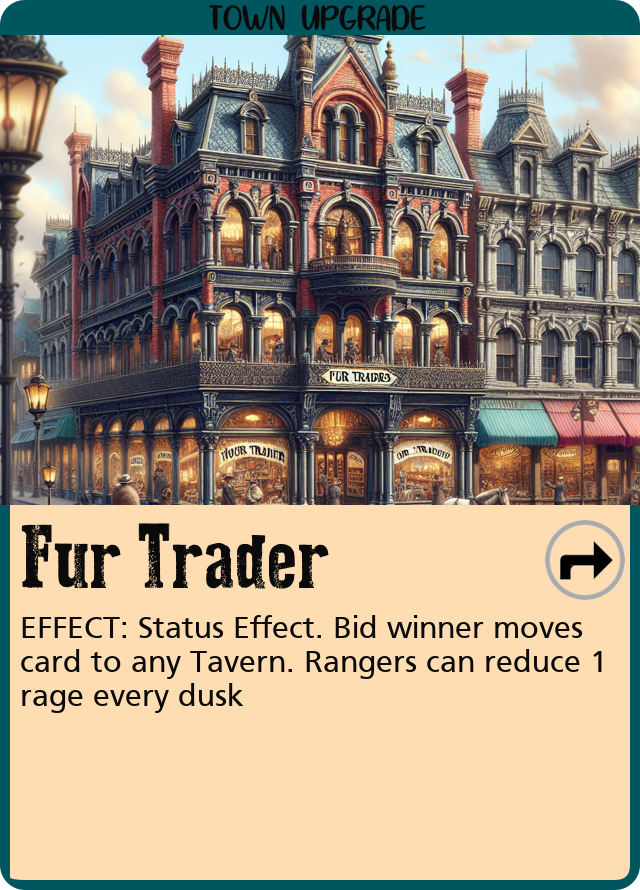 TOWN UPGRADE
FUR TRADER
Fur Trader
EFFECT: Status Effect. Bid winner moves
card to any Tavern. Rangers can reduce 1
rage every dusk